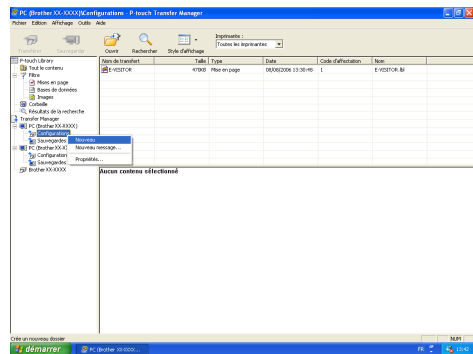 PC (Brother XX-XXXX)\Configurations - P-touch Transfer Manager
Fichier Edition Affichage Outils Aide
Transférer Sauvegarde Ouvrir Rechercher Style d'affichage
Imprimante :
Toutes les imprimantes
P-touch Library
Tout le contenu
Filtre
Mises en page
Bases de données
Images
Corbeille
Résultats de la recherche
Transfer Manager
PC (Brother XX-XXXX)
Configurations
Sauvegardes
PC (Brother XX-X
Configuration
Sauvegardes
Brother XX-XXXX
Nouveau
Nouveau message...
Propriétés...
Nom de transfert Taille Type Date Code d'affectation Nom
E-VISITOR 470KB Mise en page 08/08/2006 13:30:48 1 E-VISITOR.lbl
Aucun contenu sélectionné
Crée un nouveau dossier
NUM
démarrer
PC (Brother XX-XXXX...
FR
13:42